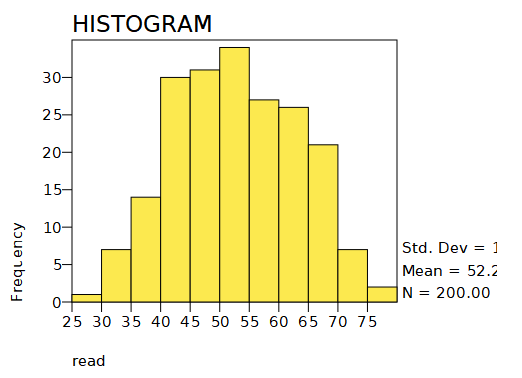 HISTOGRAM
30
25
20
15
10
5
0
Frequency
25 30 35 40 45 50 55 60 65 70 75
read
Std. Dev = 1
Mean = 52.2
N = 200.00